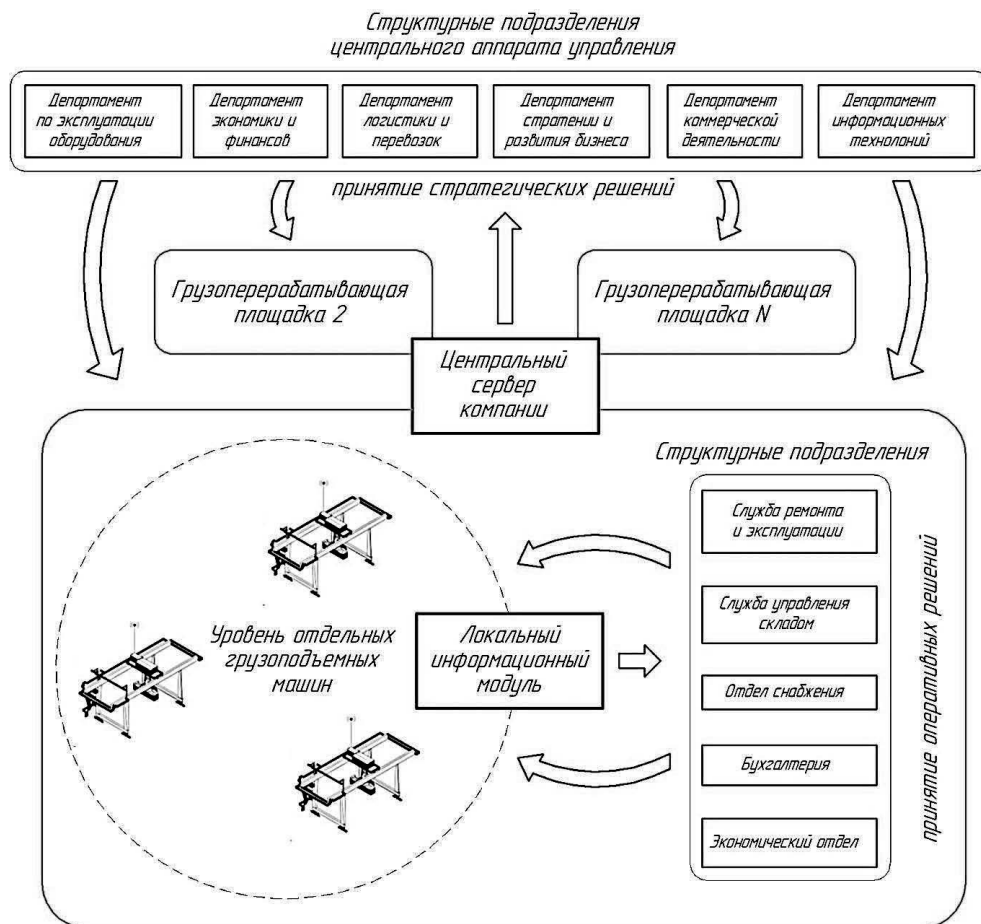 Структурные подразделения
центрального аппарата управления
Департамент
по эксплуатации
оборудования
Департамент
экономики и
финансов
Департамент
логистики и
перевозок
Департамент
стратегии и
развития бизнеса
Департамент
коммерческой
деятельности
Департамент
информационных
технолоний
принятие стратегических решений
Грузоперерабатывающая
площадка 2
Грузоперерабатывающая
площадка N
Центральный
сервер
компании
Структурные подразделения
Служба ремонта
и эксплуатации
Служба управления
складом
Отдел снабжения
Бухгалтерия
Экономический отдел
принятие оперативных решений
Уровень отдельных
грузоподъемных
машин
Локальный
информационный
модуль